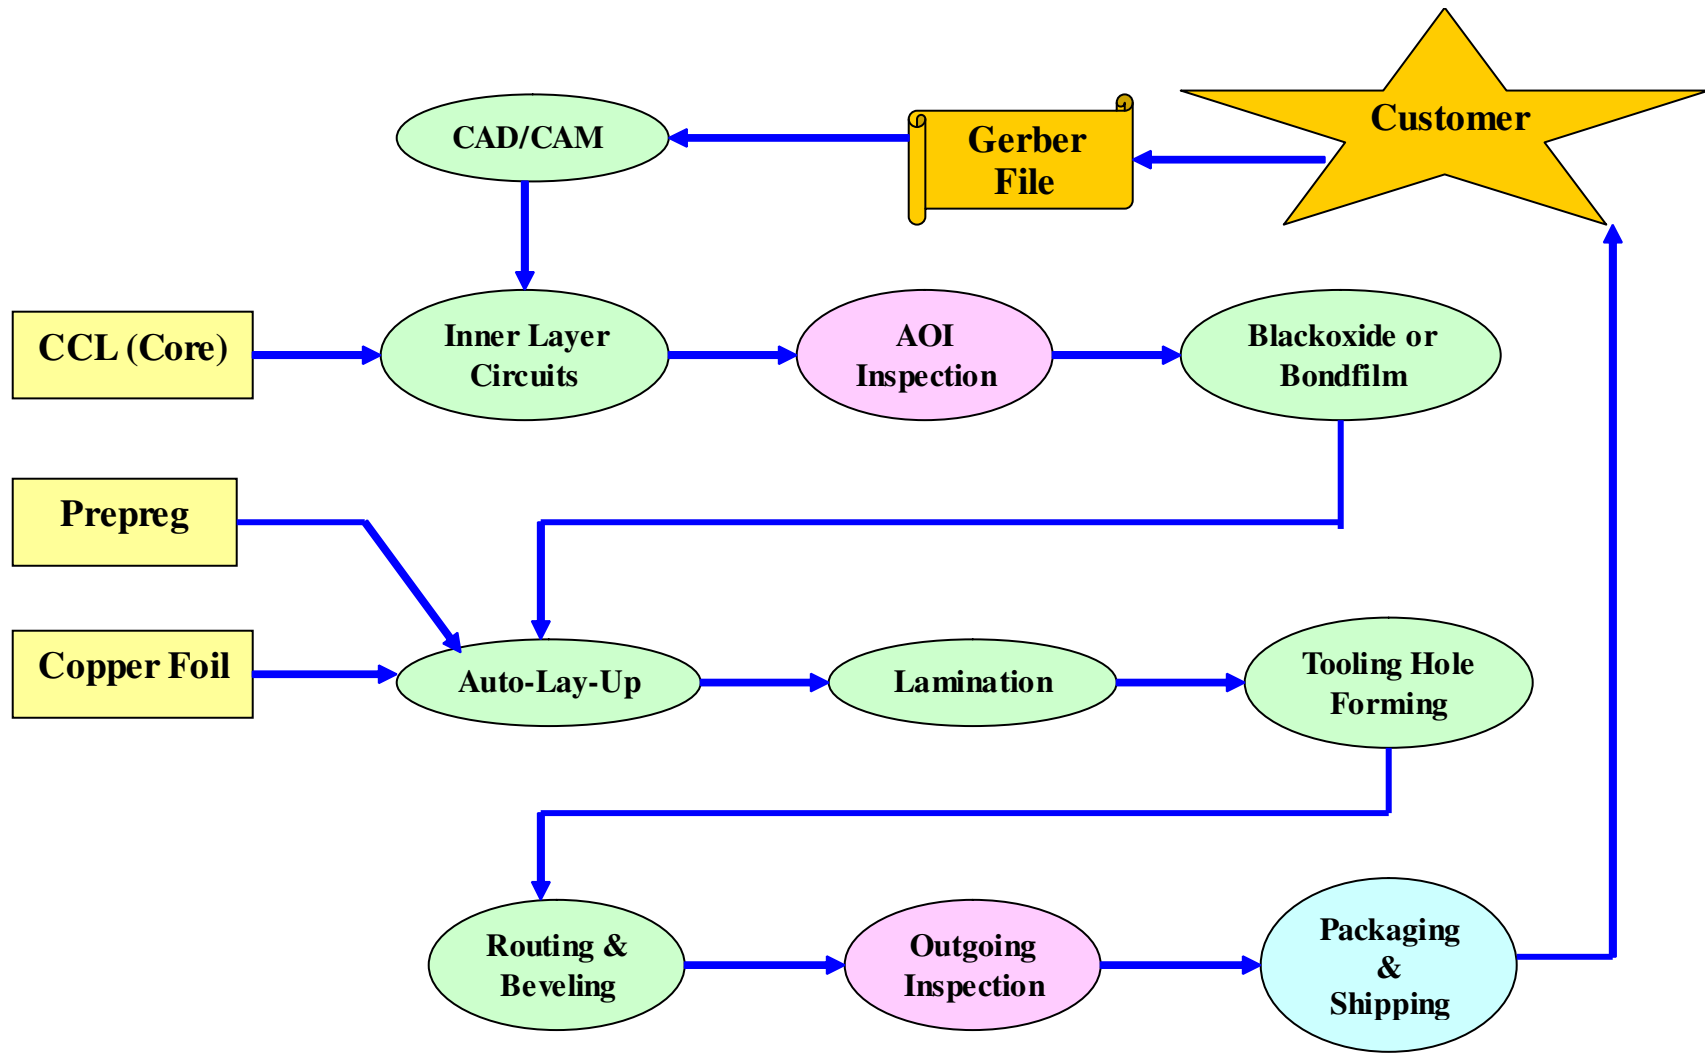 Customer
CAD/CAM
Gerber
File
CCL (Core)
Inner Layer
Circuits
AOI
Inspection
Blackoxide or
Bondfilm
Prepreg
Copper Foil
Auto-Lay-Up
Lamination
Tooling Hole
Forming
Routing &
Beveling
Outgoing
Inspection
Packaging
&
Shipping